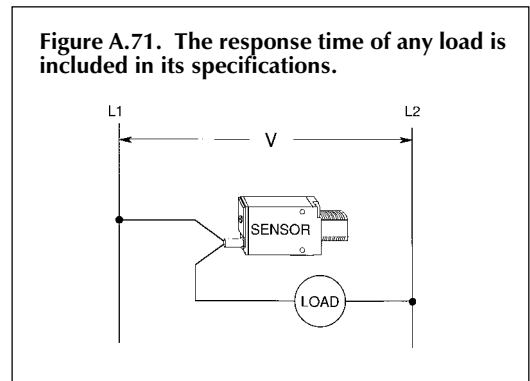 Figure A.71. The response time of any load is
included in its specifications.
L1
L2
V
SENSOR
LOAD